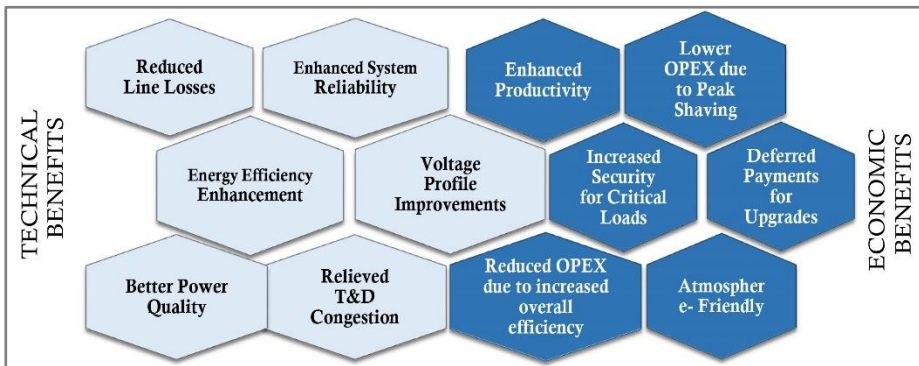 TECHNICAL
BENEFITS
Reduced
Line Losses
Enhanced System
Reliability
Enhanced
Productivity
Lower
OPEX due
to Peak
Shaving
Energy Efficiency
Enhancement
Voltage
Profile
Improvements
Increased
Security
for Critical
Loads
Deferred
Payments
for
Upgrades
Better Power
Quality
Relieved
T&D
Congestion
Reduced OPEX
due to increased
overall
efficiency
Atmospher
e- Friendly
ECONOMIC
BENEFITS